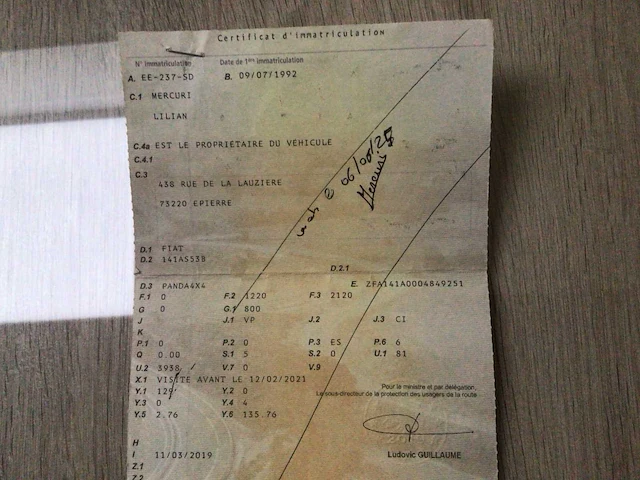 Certificat d'immatriculation
N° immatriculation Date de 1ère immatriculation
A. EE-237-SD B. 09/07/1992
C.1 MERCURI
LILIAN
C.4a EST LE PROPRIETAIRE DU VEHICULE
C.4.1
C.3
438 RUE DE LA LAUZIERE
73220 EPIERRE
06/08/25
Mercuri
D.1 FIAT
D.2 141AS53B
D.2.1
D.3 PANDA4X4 E. ZFA141A0004849251
F.1 0 F.2 1220 F.3 2120
G 0 G.1 800
J J.1 VP J.2 J.3 CI
K
P.1 0 P.2 0 P.3 ES P.6 6
Q 0.00 S.1 5 S.2 0 U.1 81
U.2 3938 V.7 0 V.9
X.1 VISITE AVANT LE 12/02/2021
Y.1 129 Y.2 0
Y.3 0 Y.4 4
Y.5 2.76 Y.6 135.76
Pour le ministre et par délégation,
Le sous-directeur de la protection des usagers de la route
H
I 11/03/2019 Ludovic GUILLAUME
Z.1
Z.2